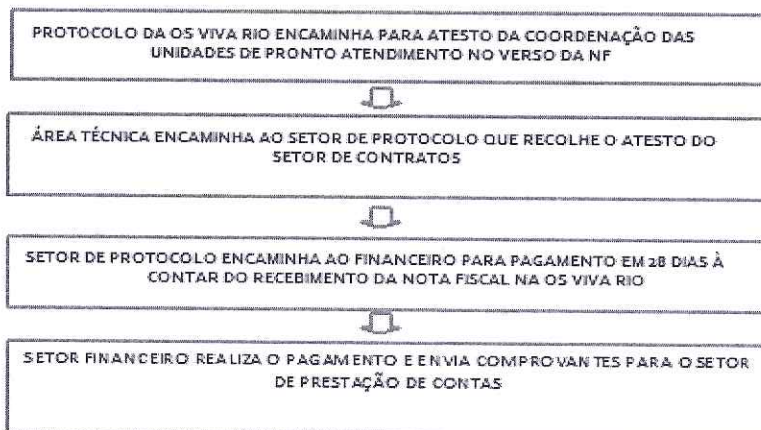 PROTOCOLO DA OS VIVA RIO ENCAMINHA PARA ATESTO DA COORDENAÇÃO DAS
UNIDADES DE PRONTO ATENDIMENTO NO VERSO DA NF
ÁREA TÉCNICA ENCAMINHA AO SETOR DE PROTOCOLO QUE RECOLHE O ATESTO DO
SETOR DE CONTRATOS
SETOR DE PROTOCOLO ENCAMINHA AO FINANCEIRO PARA PAGAMENTO EM 28 DIAS À
CONTAR DO RECEBIMENTO DA NOTA FISCAL NA OS VIVA RIO
SETOR FINANCEIRO REALIZA O PAGAMENTO E ENVIA COMPROVANTES PARA O SETOR
DE PRESTAÇÃO DE CONTAS